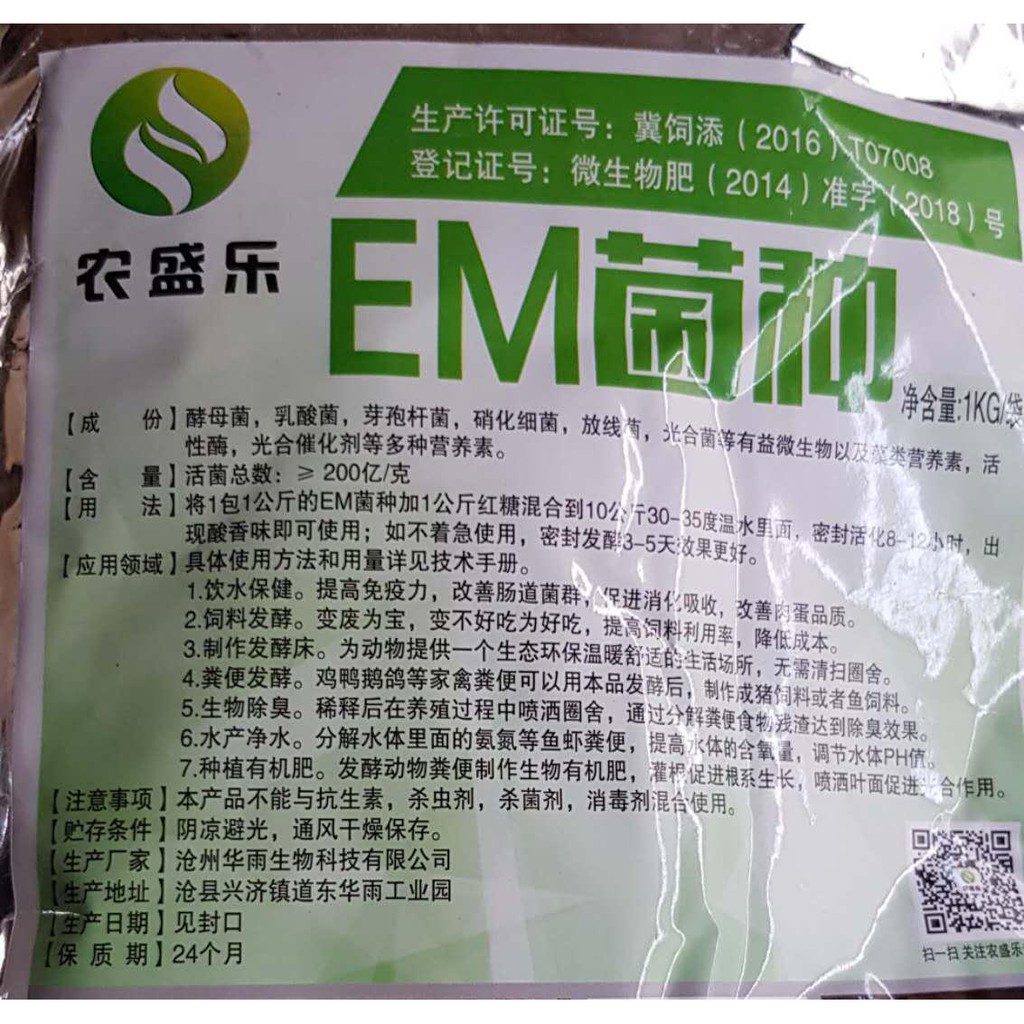 农盛乐
生产许可证号：冀饲添（2016）T07008
登记证号：微生物肥（2014）准字（2018）号
EM菌种
净含量:1KG/袋
【成 份】酵母菌，乳酸菌，芽孢杆菌，硝化细菌，放线菌，光合菌等有益微生物以及藻类营养素，活
性酶，光合催化剂等多种营养素。
【含 量】活菌总数：≥200亿/克
【用 法】将1包1公斤的EM菌种加1公斤红糖混合到10公斤30-35度温水里面，密封活化8-12小时，出
现酸香味即可使用；如不着急使用，密封发酵3-5天效果更好。
【应用领域】具体使用方法和用量详见技术手册。
1.饮水保健。提高免疫力，改善肠道菌群，促进消化吸收，改善肉蛋品质。
2.饲料发酵。变废为宝，变不好吃为好吃，提高饲料利用率，降低成本。
3.制作发酵床。为动物提供一个生态环保温暖舒适的生活场所，无需清扫圈舍。
4.粪便发酵。鸡鸭鹅鸽等家禽粪便可以用本品发酵后，制作成猪饲料或者鱼饲料。
5.生物除臭。稀释后在养殖过程中喷洒圈舍，通过分解粪便食物残渣达到除臭效果。
6.水产净水。分解水体里面的氨氮等鱼虾粪便，提高水体的含氧量，调节水体PH值。
7.种植有机肥。发酵动物粪便制作生物有机肥，灌根促进根系生长，喷洒叶面促进光合作用。
【注意事项】本产品不能与抗生素，杀虫剂，杀菌剂，消毒剂混合使用。
【贮存条件】阴凉避光，通风干燥保存。
【生产厂家】沧州华雨生物科技有限公司
【生产地址】沧县兴济镇道东华雨工业园
【生产日期】见封口
【保 质 期】24个月
扫一扫 关注农盛乐